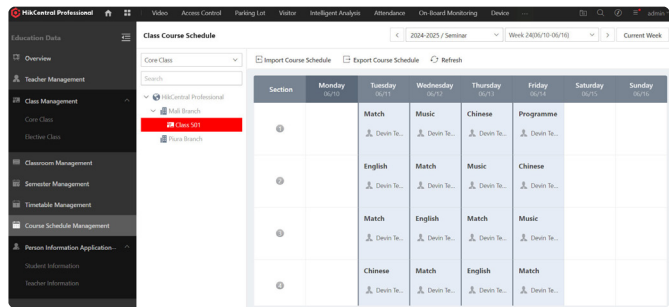 HikCentral Professional Video Access Control Parking Lot Visitor Intelligent Analysis Attendance On-Board Monitoring Device ... admin
Education Data
Overview
Teacher Management
Class Management
Core Class
Elective Class
Classroom Management
Semester Management
Timetable Management
Course Schedule Management
Person Information Application...
Student Information
Teacher Information
Class Course Schedule
< 2024-2025 / Seminar Week 24(06/10-06/16) > Current Week
Core Class
Search
HikCentral Professional
Mali Branch
Class 501
Piura Branch
Import Course Schedule Export Course Schedule Refresh
Section Monday Tuesday Wednesday Thursday Friday Saturday Sunday
06/10 06/11 06/12 06/13 06/14 06/15 06/16
1 Match Music Chinese Programme
Devin Te... Devin Te... Devin Te... Devin Te...
2 English Match Music Chinese
Devin Te... Devin Te... Devin Te... Devin Te...
3 Match English Match Music
Devin Te... Devin Te... Devin Te... Devin Te...
4 Chinese Match English Match
Devin Te... Devin Te... Devin Te... Devin Te...